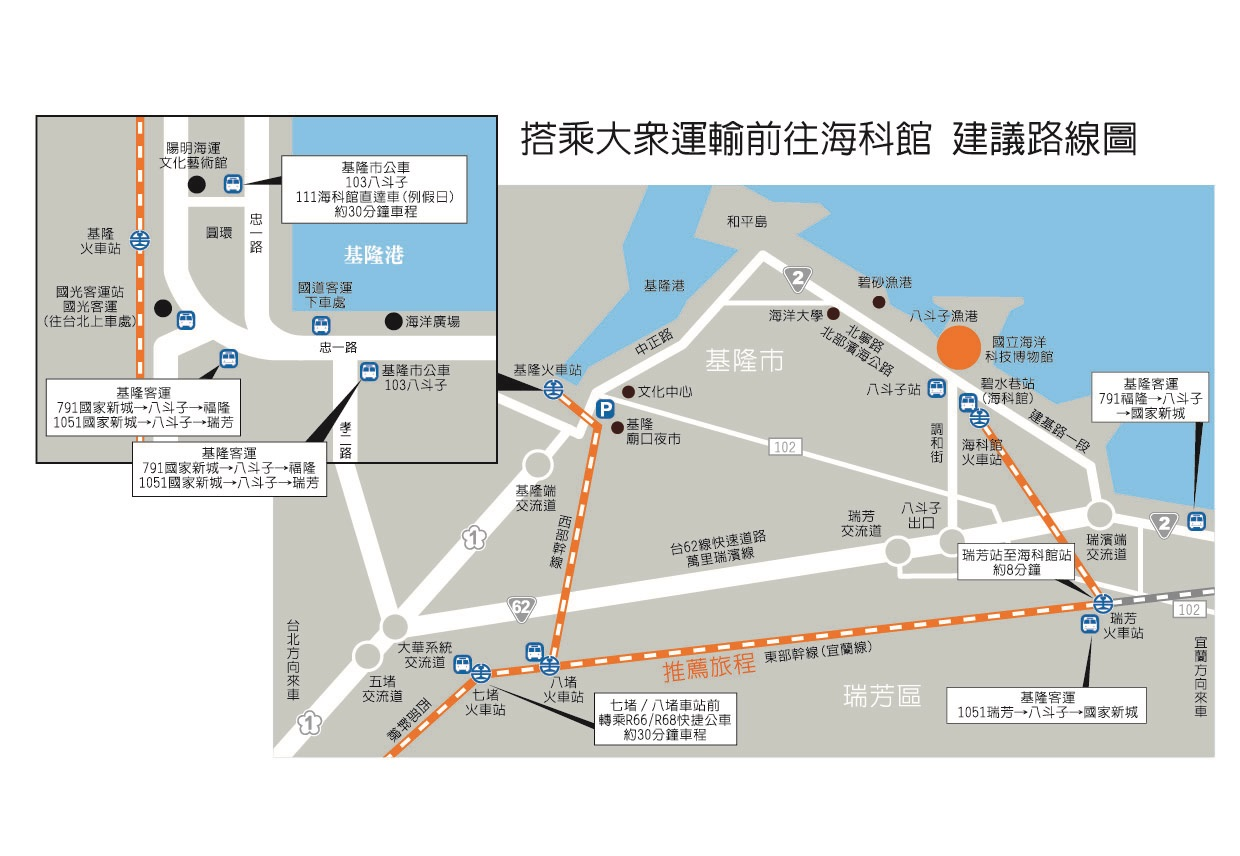 搭乘大眾運輸前往海科館 建議路線圖
陽明海運
文化藝術館
基隆市公車
103八斗子
111海科館直達車(例假日)
約30分鐘車程
基隆
火車站
圓環
忠一路
基隆港
國光客運站
國光客運
(往台北上車處)
國道客運
下車處
海洋廣場
忠一路
基隆市公車
103八斗子
孝二路
基隆客運
791國家新城→八斗子→福隆
1051國家新城→八斗子→瑞芳
基隆客運
791國家新城→八斗子→福隆
1051國家新城→八斗子→瑞芳
和平島
基隆港
2
碧砂漁港
海洋大學
北寧路
北部濱海公路
八斗子漁港
國立海洋
科技博物館
中正路
基隆市
基隆火車站
文化中心
P
基隆
廟口夜市
八斗子站
碧水巷站
(海科館)
基隆客運
791福隆→八斗子
→國家新城
調和街
海科館
火車站
建基路一段
102
基隆端
交流道
1
西部幹線
瑞芳
交流道
八斗子
出口
台62線快速道路
萬里瑞濱線
瑞濱端
交流道
2
瑞芳站至海科館站
約8分鐘
62
102
瑞芳
火車站
台北方向來車
大華系統
交流道
五堵
交流道
七堵
火車站
八堵
火車站
推薦旅程
東部幹線(宜蘭線)
瑞芳區
宜蘭方向來車
1
西部幹線
七堵/八堵車站前
轉乘R66/R68快捷公車
約30分鐘車程
基隆客運
1051瑞芳→八斗子→國家新城